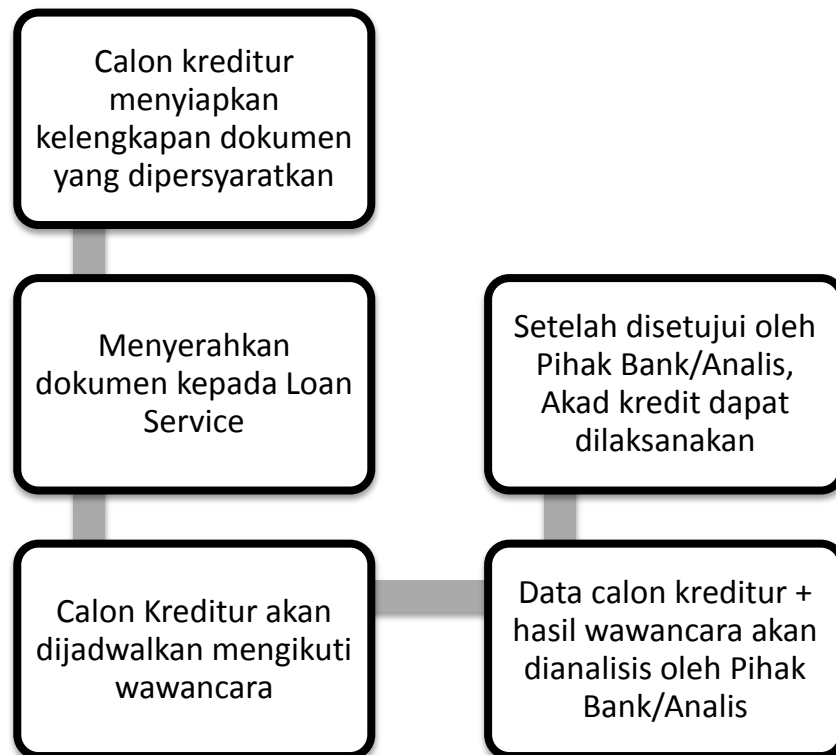 Calon kreditur
menyiapkan
kelengkapan dokumen
yang dipersyaratkan
Menyerahkan
dokumen kepada Loan
Service
Calon Kreditur akan
dijadwalkan mengikuti
wawancara
Data calon kreditur +
hasil wawancara akan
dianalisis oleh Pihak
Bank/Analis
Setelah disetujui oleh
Pihak Bank/Analis,
Akad kredit dapat
dilaksanakan